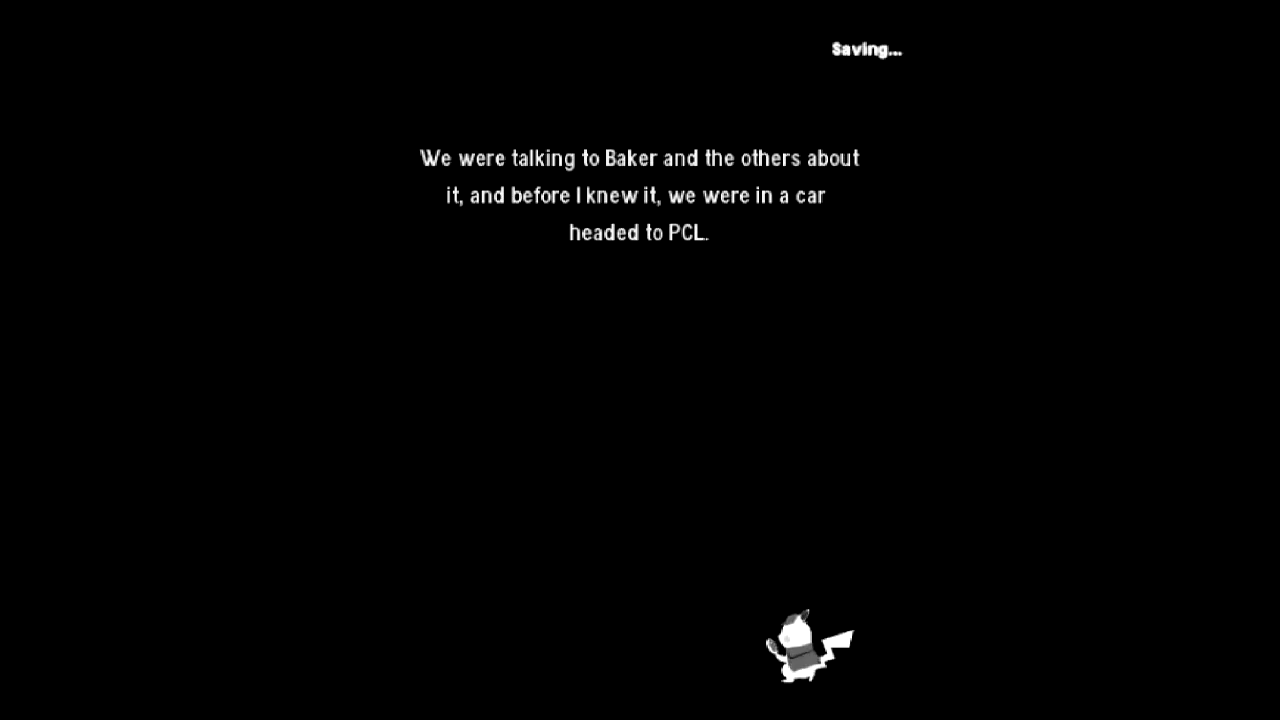 Saving...
We were talking to Baker and the others about
it, and before I knew it, we were in a car
headed to PCL.